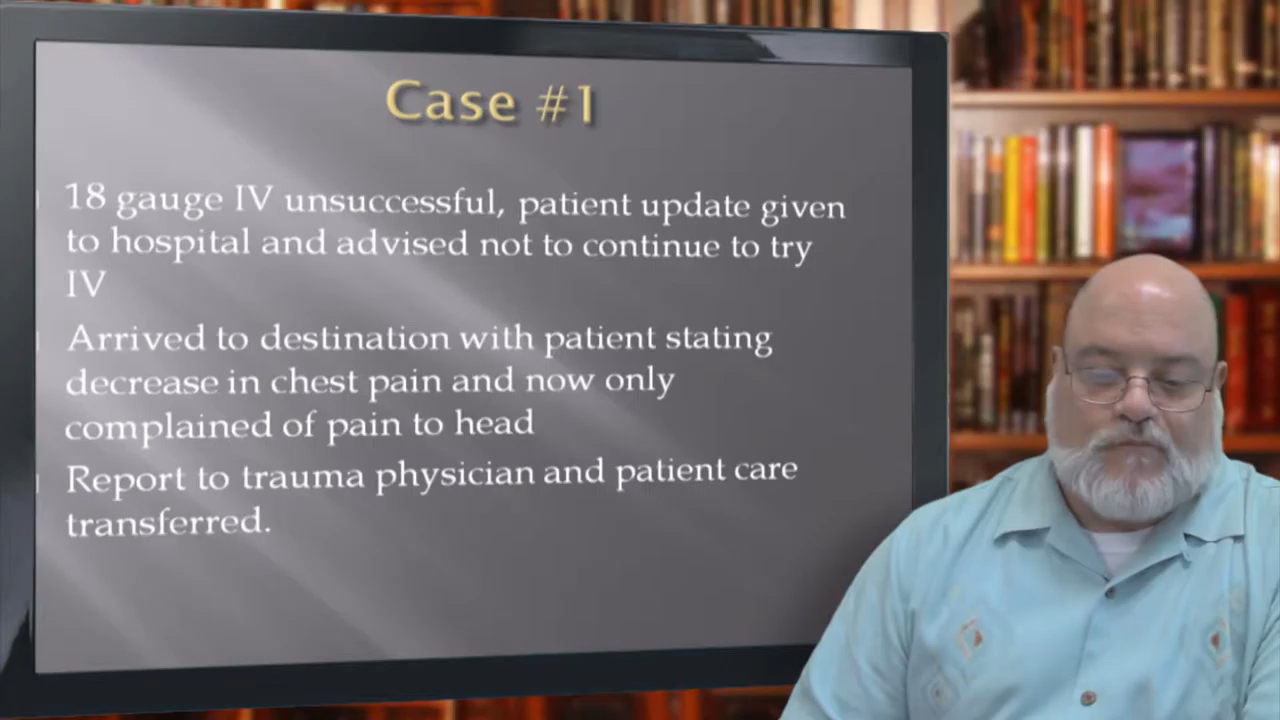 Case #1
18 gauge IV unsuccessful, patient update given
to hospital and advised not to continue to try
IV
Arrived to destination with patient stating
decrease in chest pain and now only
complained of pain to head
Report to trauma physician and patient care
transferred.